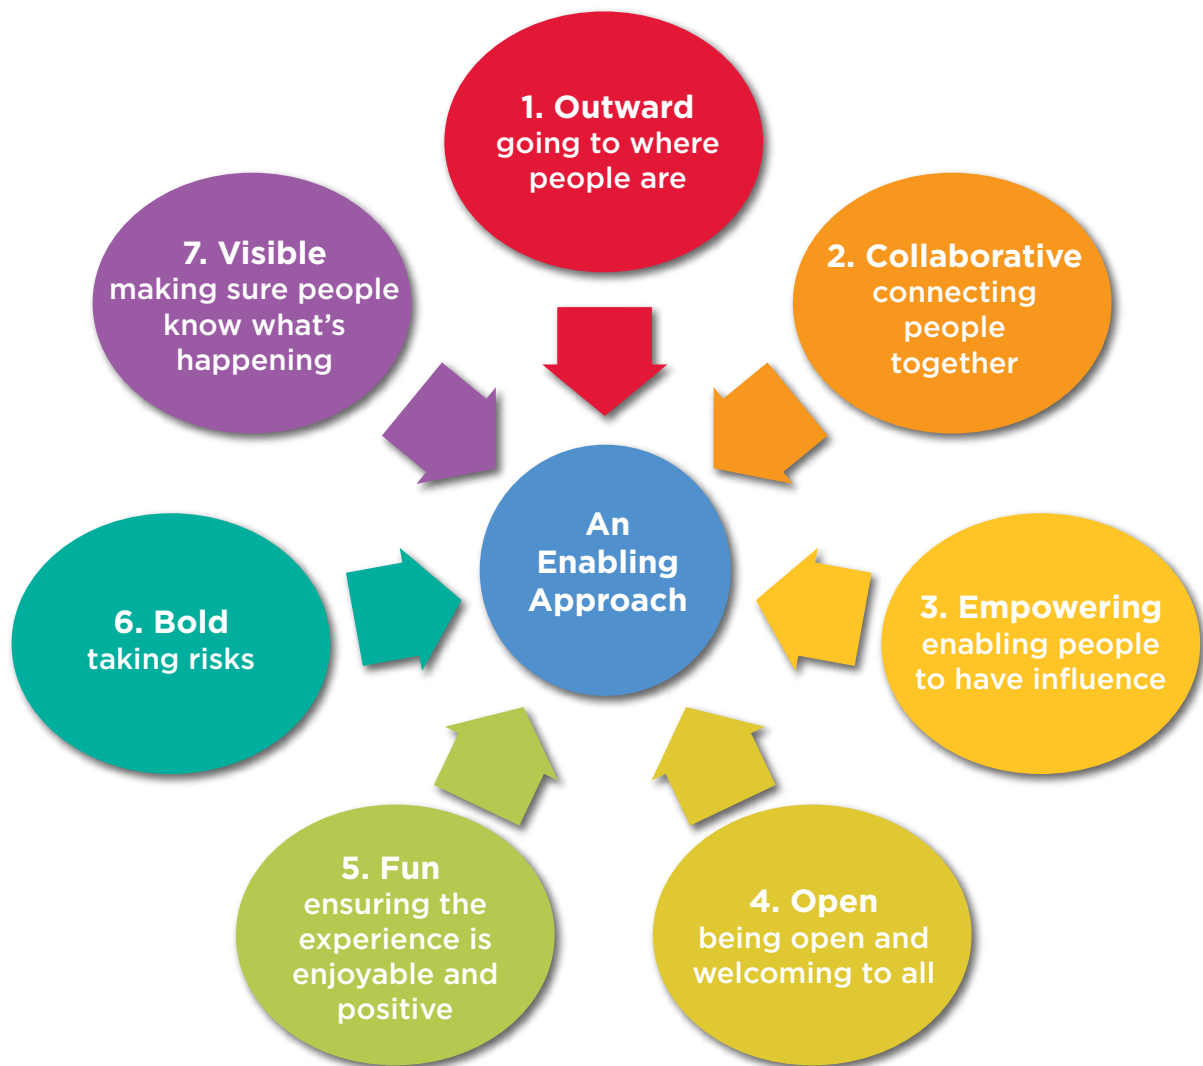 1. Outward
going to where
people are
2. Collaborative
connecting
people
together
3. Empowering
enabling people
to have influence
4. Open
being open and
welcoming to all
5. Fun
ensuring the
experience is
enjoyable and
positive
6. Bold
taking risks
7. Visible
making sure people
know what’s
happening
An
Enabling
Approach